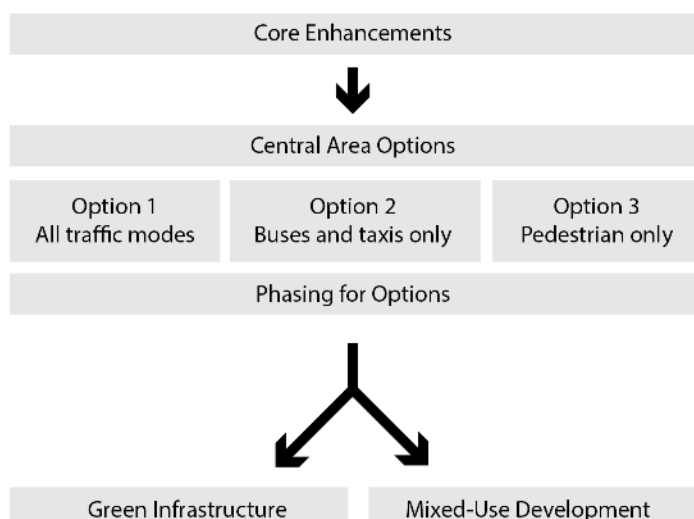 Core Enhancements
Central Area Options
Option 1
All traffic modes
Option 2
Buses and taxis only
Option 3
Pedestrian only
Phasing for Options
Green Infrastructure
Mixed-Use Development